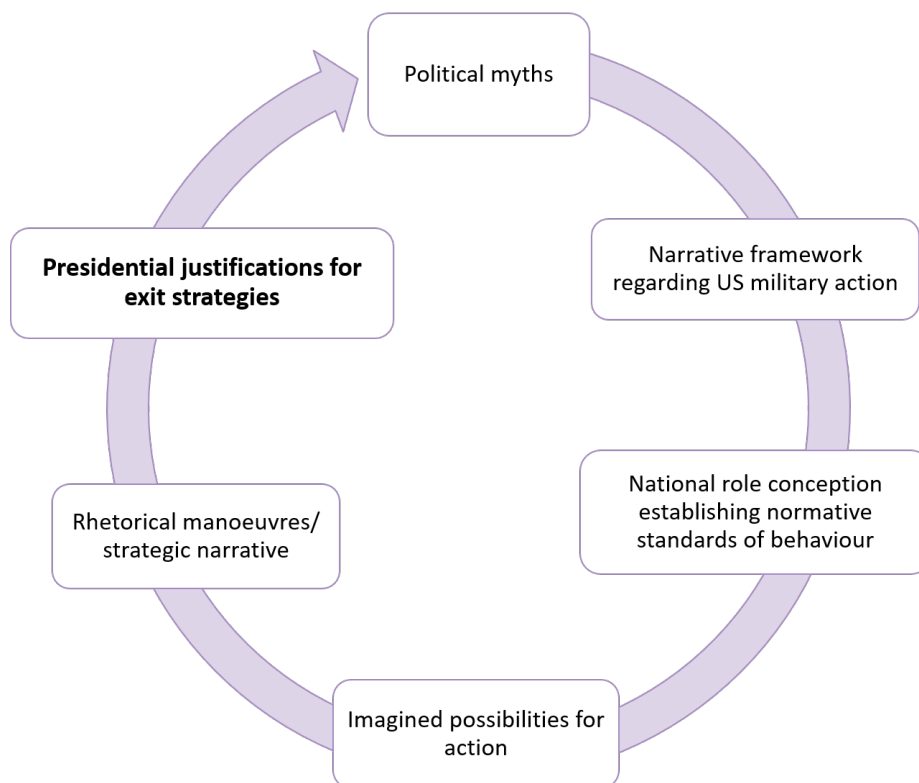 Political myths
Narrative framework
regarding US military action
National role conception
establishing normative
standards of behaviour
Imagined possibilities for
action
Rhetorical manoeuvres/
strategic narrative
Presidential justifications for
exit strategies